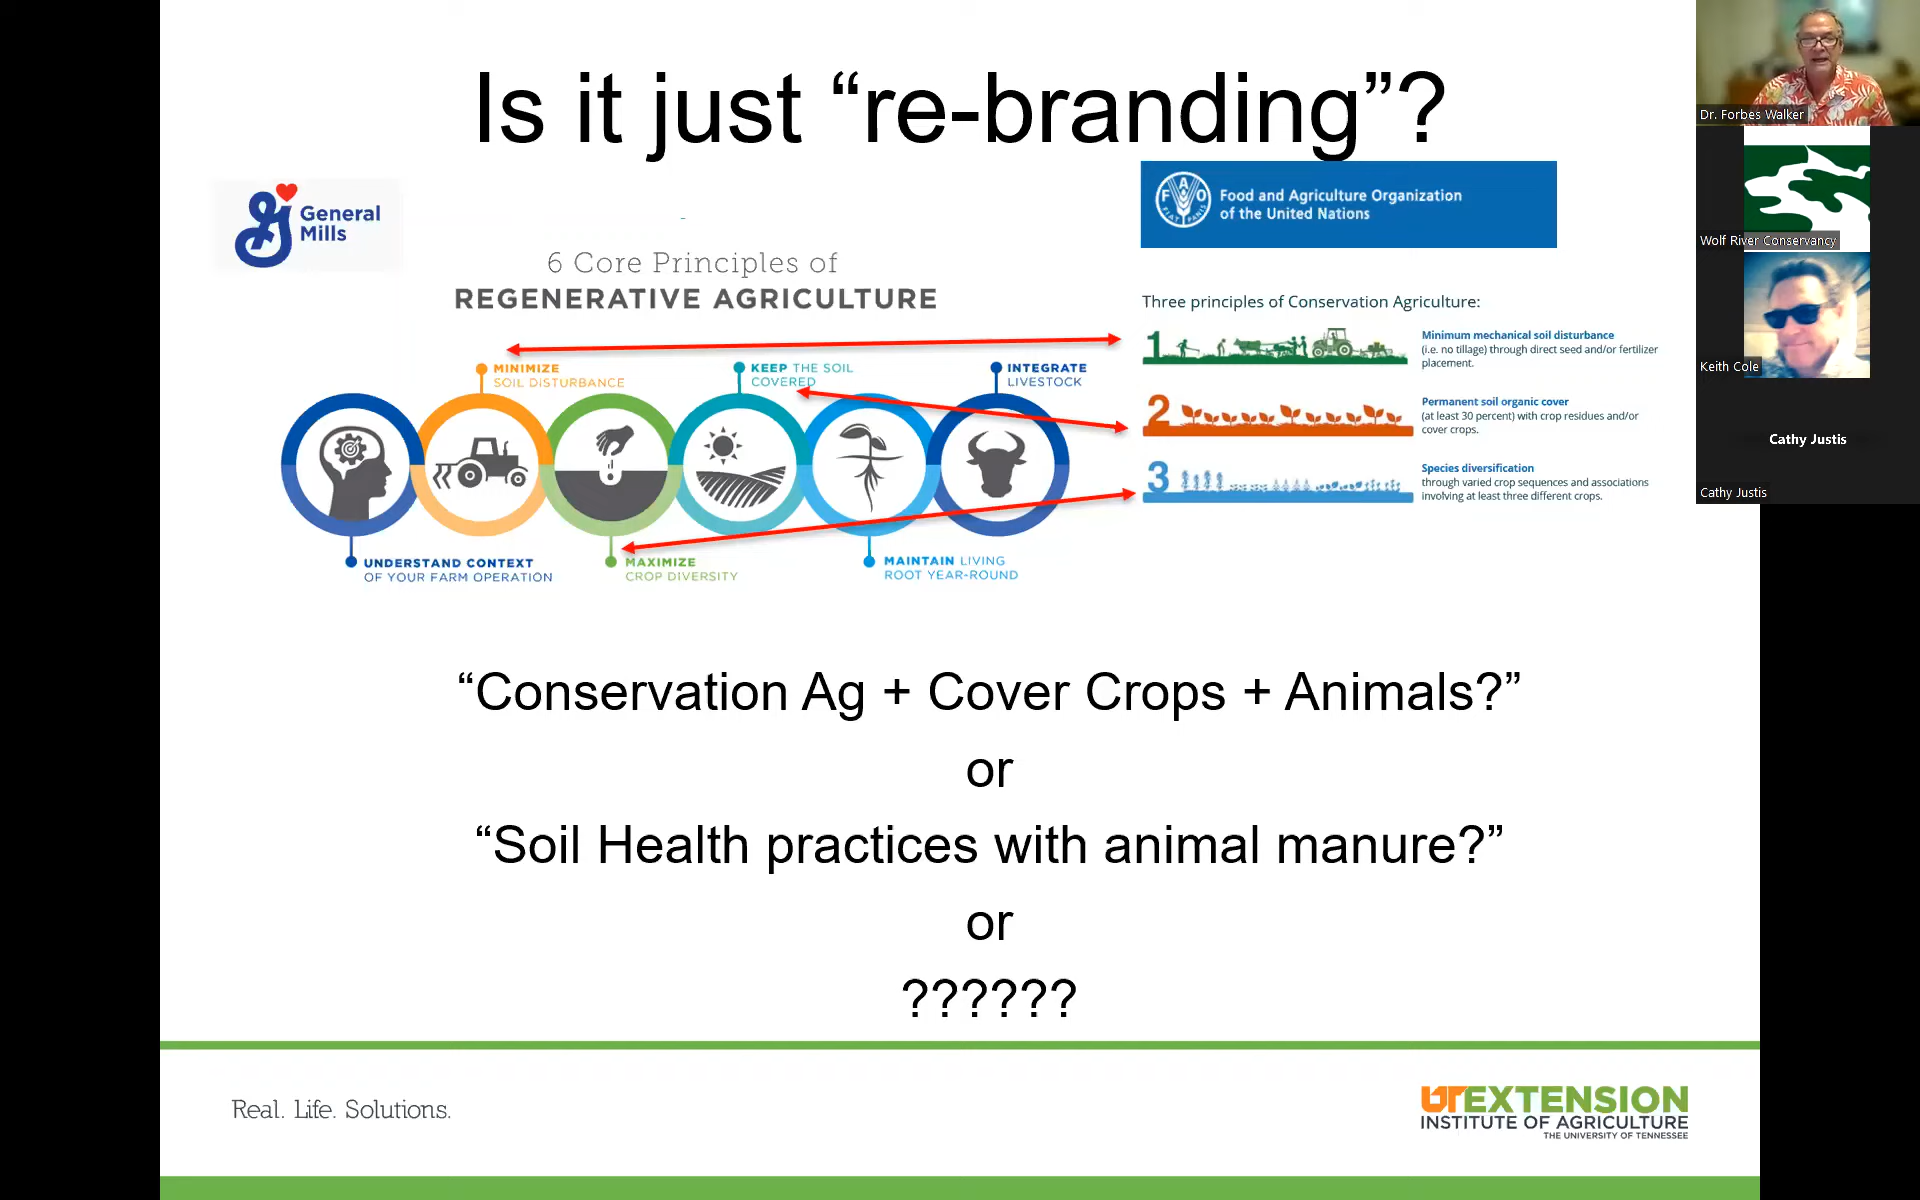 Is it just “re-branding”?
General
Mills
6 Core Principles of
REGENERATIVE AGRICULTURE
MINIMIZE
SOIL DISTURBANCE
KEEP THE SOIL
COVERED
INTEGRATE
LIVESTOCK
UNDERSTAND CONTEXT
OF YOUR FARM OPERATION
MAXIMIZE
CROP DIVERSITY
MAINTAIN LIVING
ROOT YEAR-ROUND
FAO
FIAT PANIS
Food and Agriculture Organization
of the United Nations
Three principles of Conservation Agriculture:
1
Minimum mechanical soil disturbance
(i.e. no tillage) through direct seed and/or fertilizer
placement.
2
Permanent soil organic cover
(at least 30 percent) with crop residues and/or
cover crops.
3
Species diversification
through varied crop sequences and associations
involving at least three different crops.
“Conservation Ag + Cover Crops + Animals?”
or
“Soil Health practices with animal manure?”
or
??????
Real. Life. Solutions.
UTEXTENSION
INSTITUTE OF AGRICULTURE
THE UNIVERSITY OF TENNESSEE
Dr. Forbes Walker
Wolf River Conservancy
Keith Cole
Cathy Justis
Cathy Justis